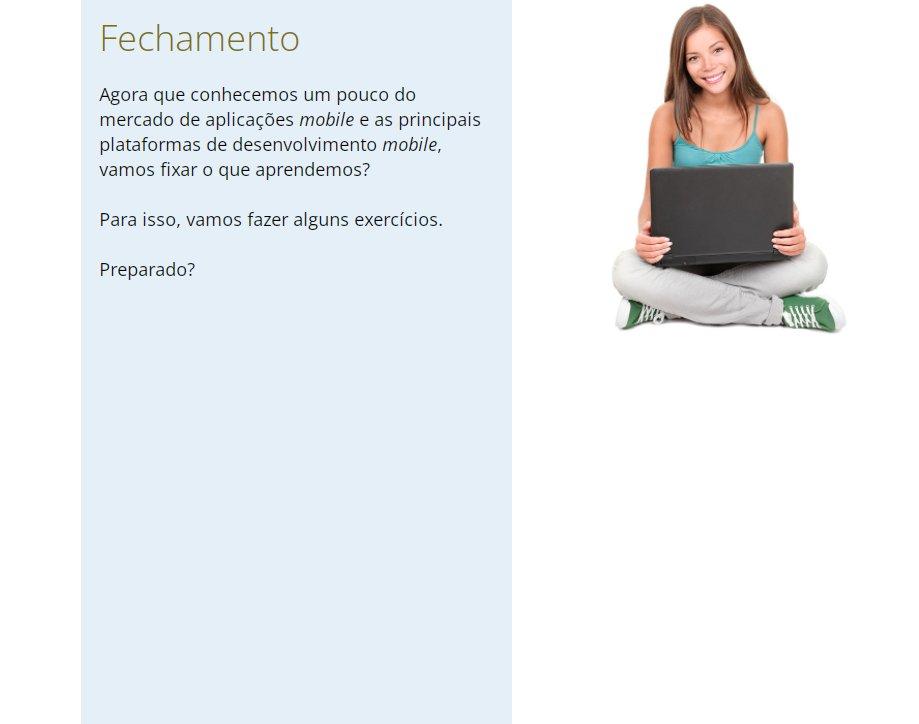 Fechamento
Agora que conhecemos um pouco do
mercado de aplicações mobile e as principais
plataformas de desenvolvimento mobile,
vamos fixar o que aprendemos?
Para isso, vamos fazer alguns exercícios.
Preparado?